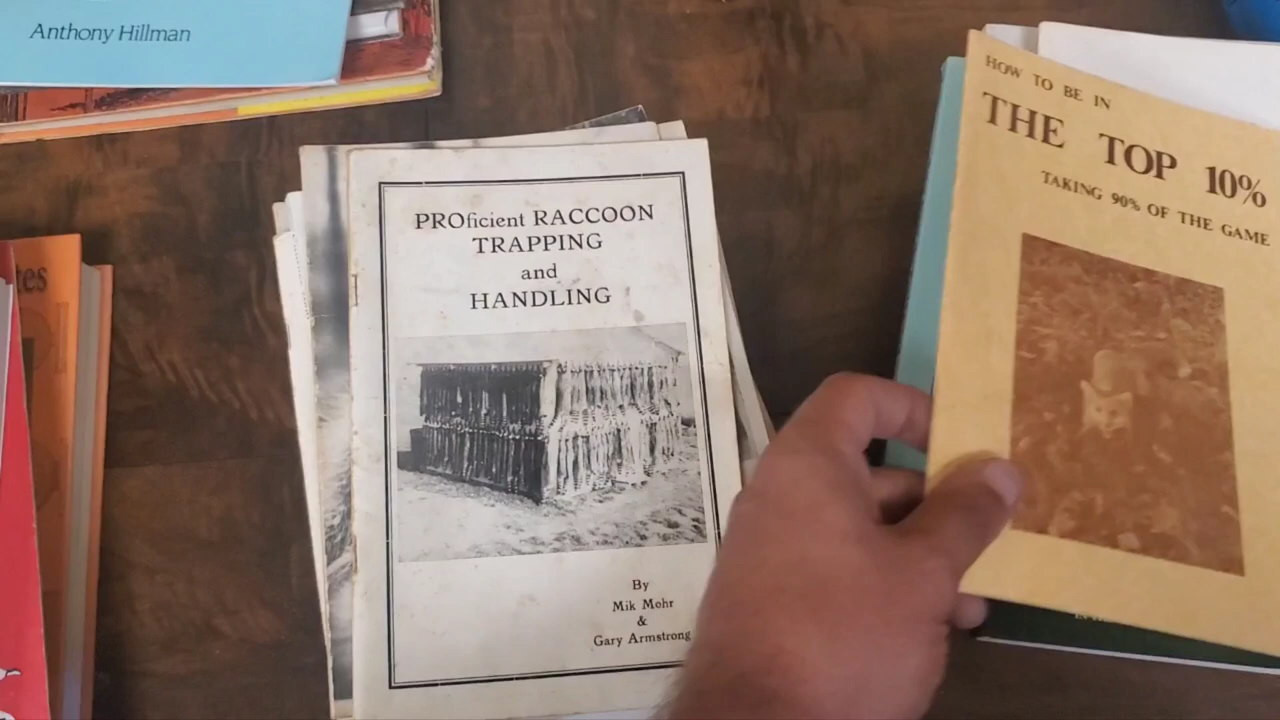 Anthony Hillman
PROficient RACCOON
TRAPPING
and
HANDLING
By
Mik Mohr
&
Gary Armstrong
HOW TO BE IN
THE TOP 10%
TAKING 90% OF THE GAME